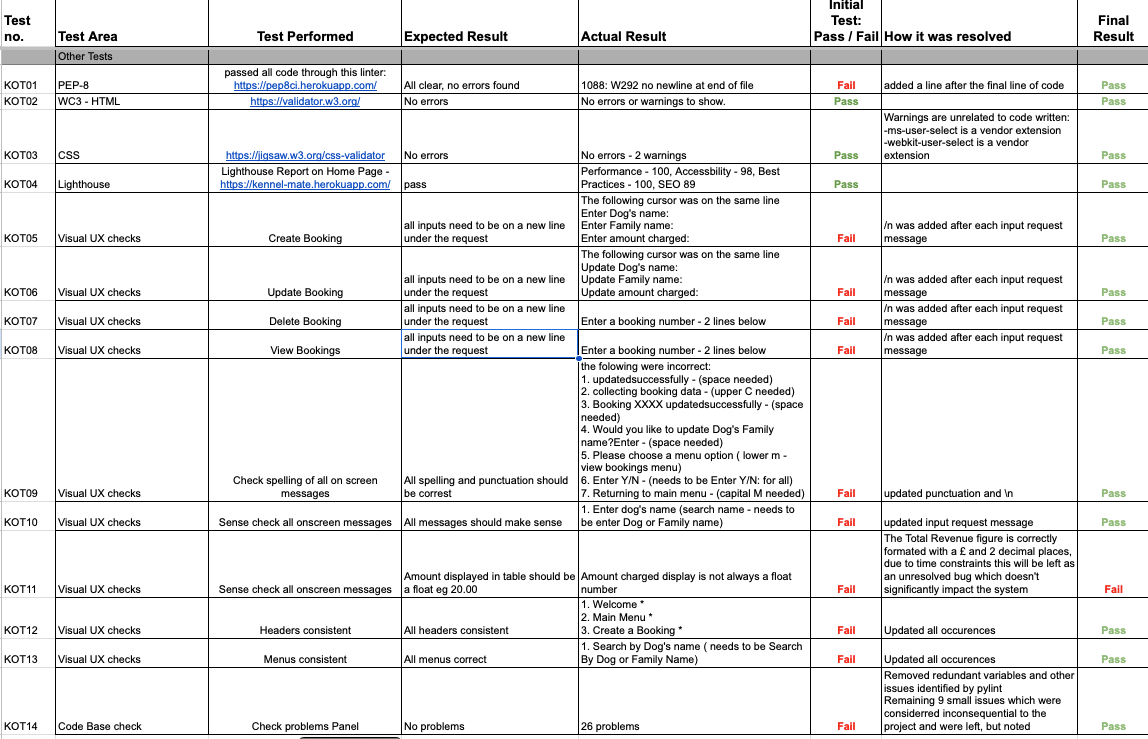 Test no. | Test Area | Test Performed | Expected Result | Actual Result | Initial Test: Pass / Fail | How it was resolved | Final Result
Other Tests
KOT01 | PEP-8 | passed all code through this linter: https://pep8ci.herokuapp.com/ | All clear, no errors found | 1088: W292 no newline at end of file | Fail | added a line after the final line of code | Pass
KOT02 | WC3 - HTML | https://validator.w3.org/ | No errors | No errors or warnings to show. | Pass | | Pass
KOT03 | CSS | https://jigsaw.w3.org/css-validator | No errors | No errors - 2 warnings | Pass | Warnings are unrelated to code written: -ms-user-select is a vendor extension -webkit-user-select is a vendor extension | Pass
KOT04 | Lighthouse | Lighthouse Report on Home Page - https://kennel-mate.herokuapp.com/ | pass | Performance - 100, Accessbility - 98, Best Practices - 100, SEO 89 | Pass | | Pass
KOT05 | Visual UX checks | Create Booking | all inputs need to be on a new line under the request | The following cursor was on the same line Enter Dog's name: Enter Family name: Enter amount charged: | Fail | /n was added after each input request message | Pass
KOT06 | Visual UX checks | Update Booking | all inputs need to be on a new line under the request | The following cursor was on the same line Update Dog's name: Update Family name: Update amount charged: | Fail | /n was added after each input request message | Pass
KOT07 | Visual UX checks | Delete Booking | all inputs need to be on a new line under the request | Enter a booking number - 2 lines below | Fail | /n was added after each input request message | Pass
KOT08 | Visual UX checks | View Bookings | all inputs need to be on a new line under the request | Enter a booking number - 2 lines below | Fail | /n was added after each input request message | Pass
KOT09 | Visual UX checks | Check spelling of all on screen messages | All spelling and punctuation should be correst | the folowing were incorrect: 1. updatedsuccessfully - (space needed) 2. collecting booking data - (upper C needed) 3. Booking XXXX updatedsuccessfully - (space needed) 4. Would you like to update Dog's Family name?Enter - (space needed) 5. Please choose a menu option ( lower m - view bookings menu) 6. Enter Y/N - (needs to be Enter Y/N: for all) 7. Returning to main menu - (capital M needed) | Fail | updated punctuation and \n | Pass
KOT10 | Visual UX checks | Sense check all onscreen messages | All messages should make sense | 1. Enter dog's name (search name - needs to be enter Dog or Family name) | Fail | updated input request message | Pass
KOT11 | Visual UX checks | Sense check all onscreen messages | Amount displayed in table should be a float eg 20.00 | Amount charged display is not always a float number | Fail | The Total Revenue figure is correctly formated with a £ and 2 decimal places, due to time constraints this will be left as an unresolved bug which doesn't significantly impact the system | Fail
KOT12 | Visual UX checks | Headers consistent | All headers consistent | 1. Welcome * 2. Main Menu * 3. Create a Booking * | Fail | Updated all occurences | Pass
KOT13 | Visual UX checks | Menus consistent | All menus correct | 1. Search by Dog's name ( needs to be Search By Dog or Family Name) | Fail | Updated all occurences | Pass
KOT14 | Code Base check | Check problems Panel | No problems | 26 problems | Fail | Removed redundant variables and other issues identified by pylint Remaining 9 small issues which were considerred inconsequential to the project and were left, but noted | Pass